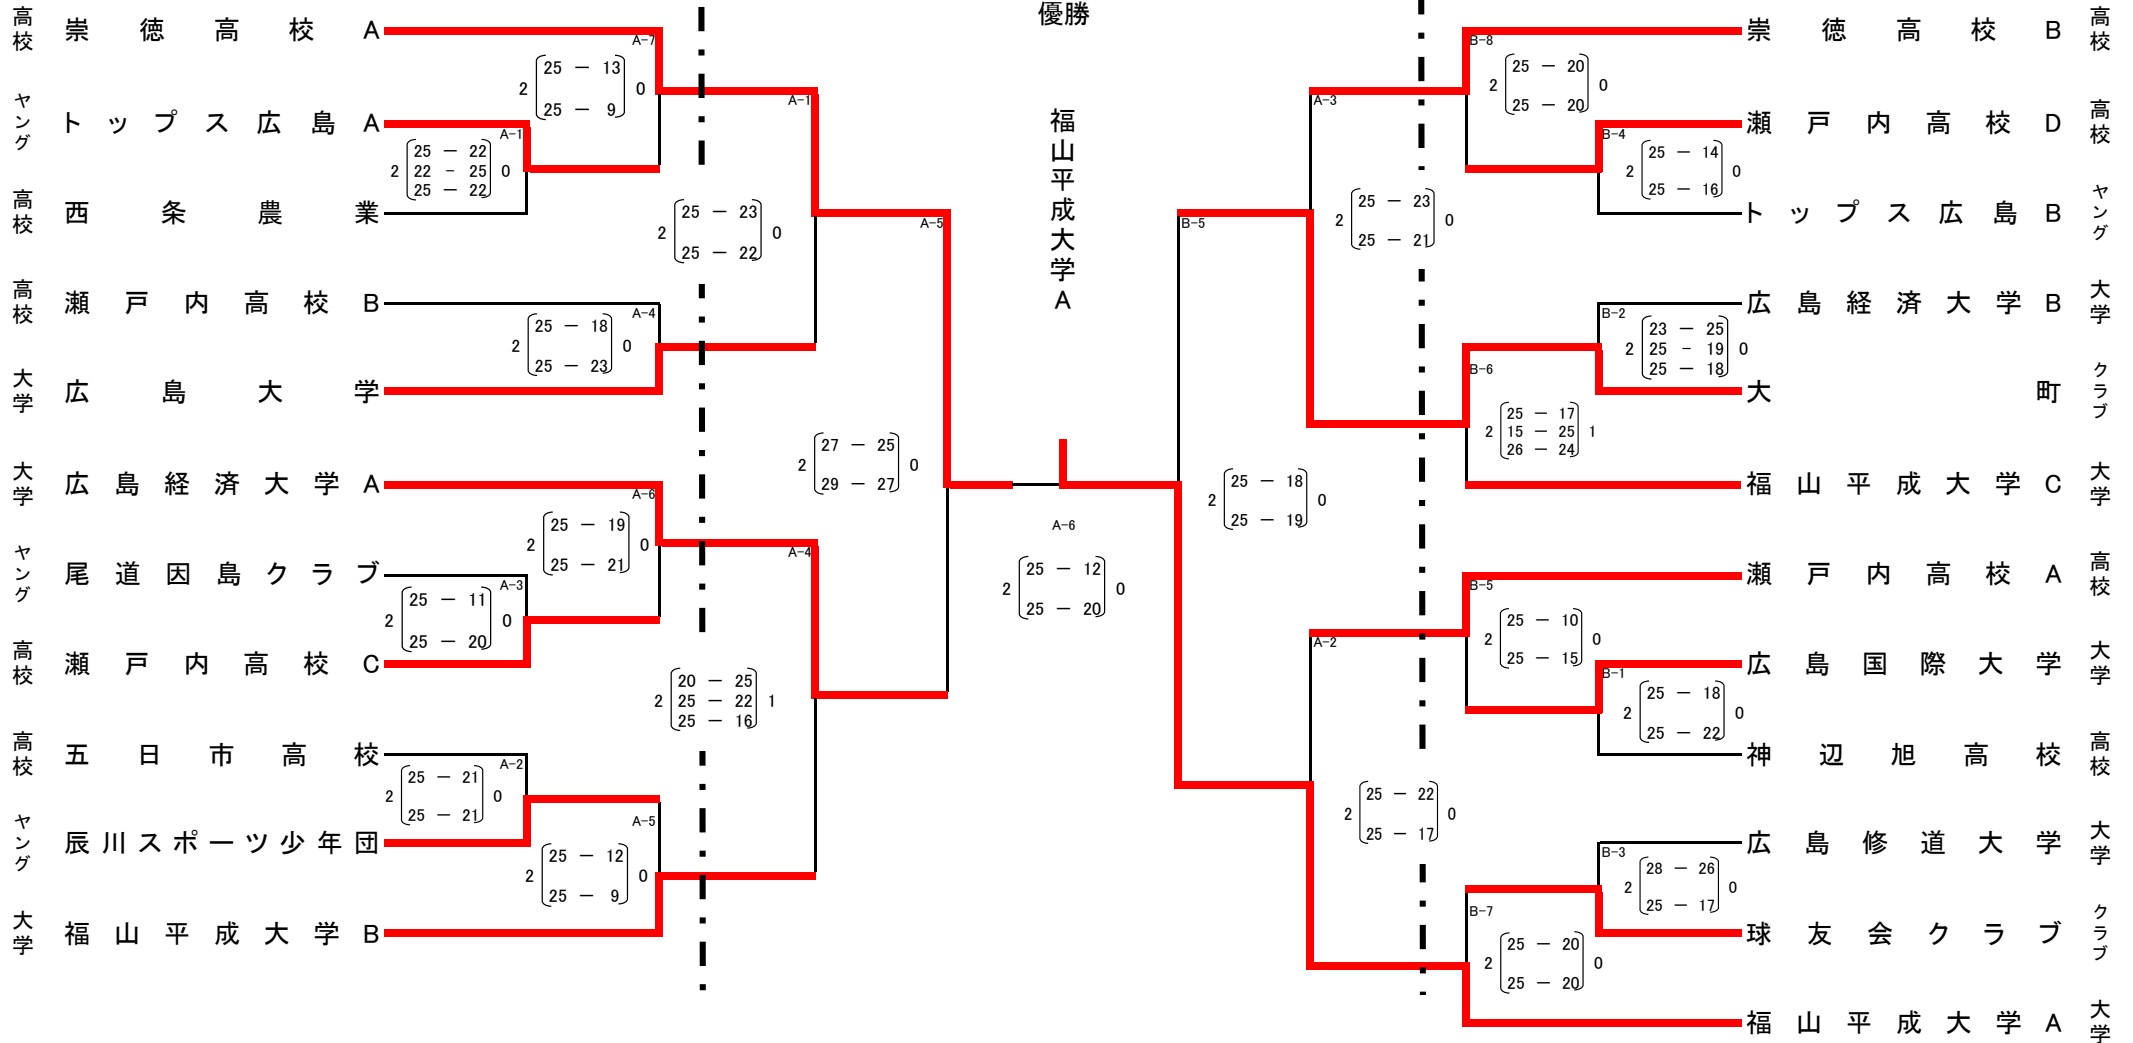 優勝
福山平成大学A
高校 崇徳高校A
ヤング トップス広島A
高校 西条農業
高校 瀬戸内高校B
大学 広島大学
大学 広島経済大学A
ヤング 尾道因島クラブ
高校 瀬戸内高校C
高校 五日市高校
ヤング 辰川スポーツ少年団
大学 福山平成大学B
A-7
2 25 － 13 0
25 － 9
A-1
2 25 － 22 0
22 - 25
25 － 22
A-4
2 25 － 18 0
25 － 23
A-6
2 25 － 19 0
25 － 21
A-3
2 25 － 11 0
25 － 20
A-2
2 25 － 21 0
25 － 21
A-5
2 25 － 12 0
25 － 9
A-1
2 25 － 23 0
25 － 22
A-4
2 20 － 25 1
25 － 22
25 － 16
A-5
2 27 － 25 0
29 － 27
A-6
2 25 － 12 0
25 － 20
B-5
2 25 － 18 0
25 － 19
A-3
2 25 － 23 0
25 － 21
A-2
2 25 － 22 0
25 － 17
B-8
2 25 － 20 0
25 － 20
B-4
2 25 － 14 0
25 － 16
B-2
2 23 － 25 0
25 - 19
25 － 18
B-6
2 25 － 17 1
15 － 25
26 － 24
B-5
2 25 － 10 0
25 － 15
B-1
2 25 － 18 0
25 － 22
B-3
2 28 － 26 0
25 － 17
B-7
2 25 － 20 0
25 － 20
崇徳高校B 高校
瀬戸内高校D 高校
トップス広島B ヤング
広島経済大学B 大学
大町 クラブ
福山平成大学C 大学
瀬戸内高校A 高校
広島国際大学 大学
神辺旭高校 高校
広島修道大学 大学
球友会クラブ クラブ
福山平成大学A 大学